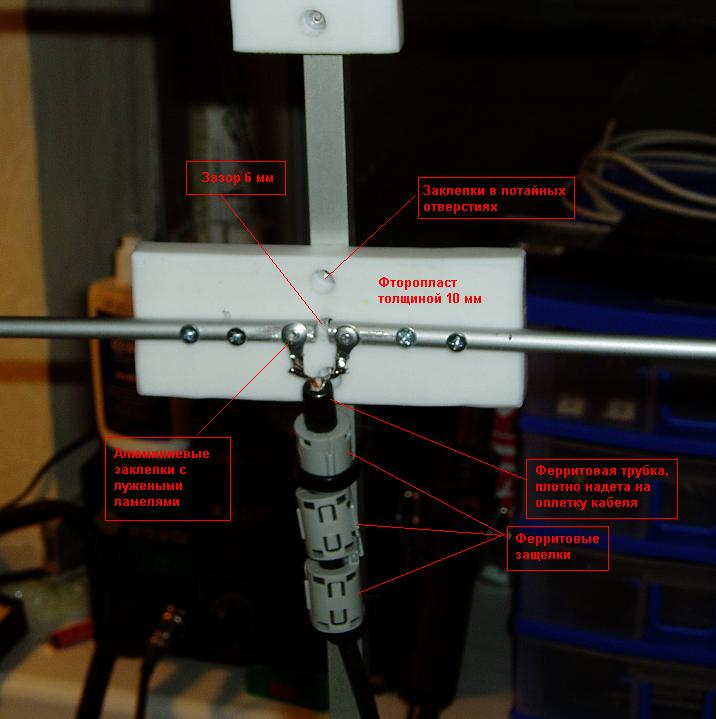 Зазор 6 мм
Заклепки в потайных
отверстиях
Фторопласт
толщиной 10 мм
Алюминиевые
заклепки с
лужеными
ламелями
Ферритовая трубка,
плотно надета на
оплетку кабеля
Ферритовые
защелки